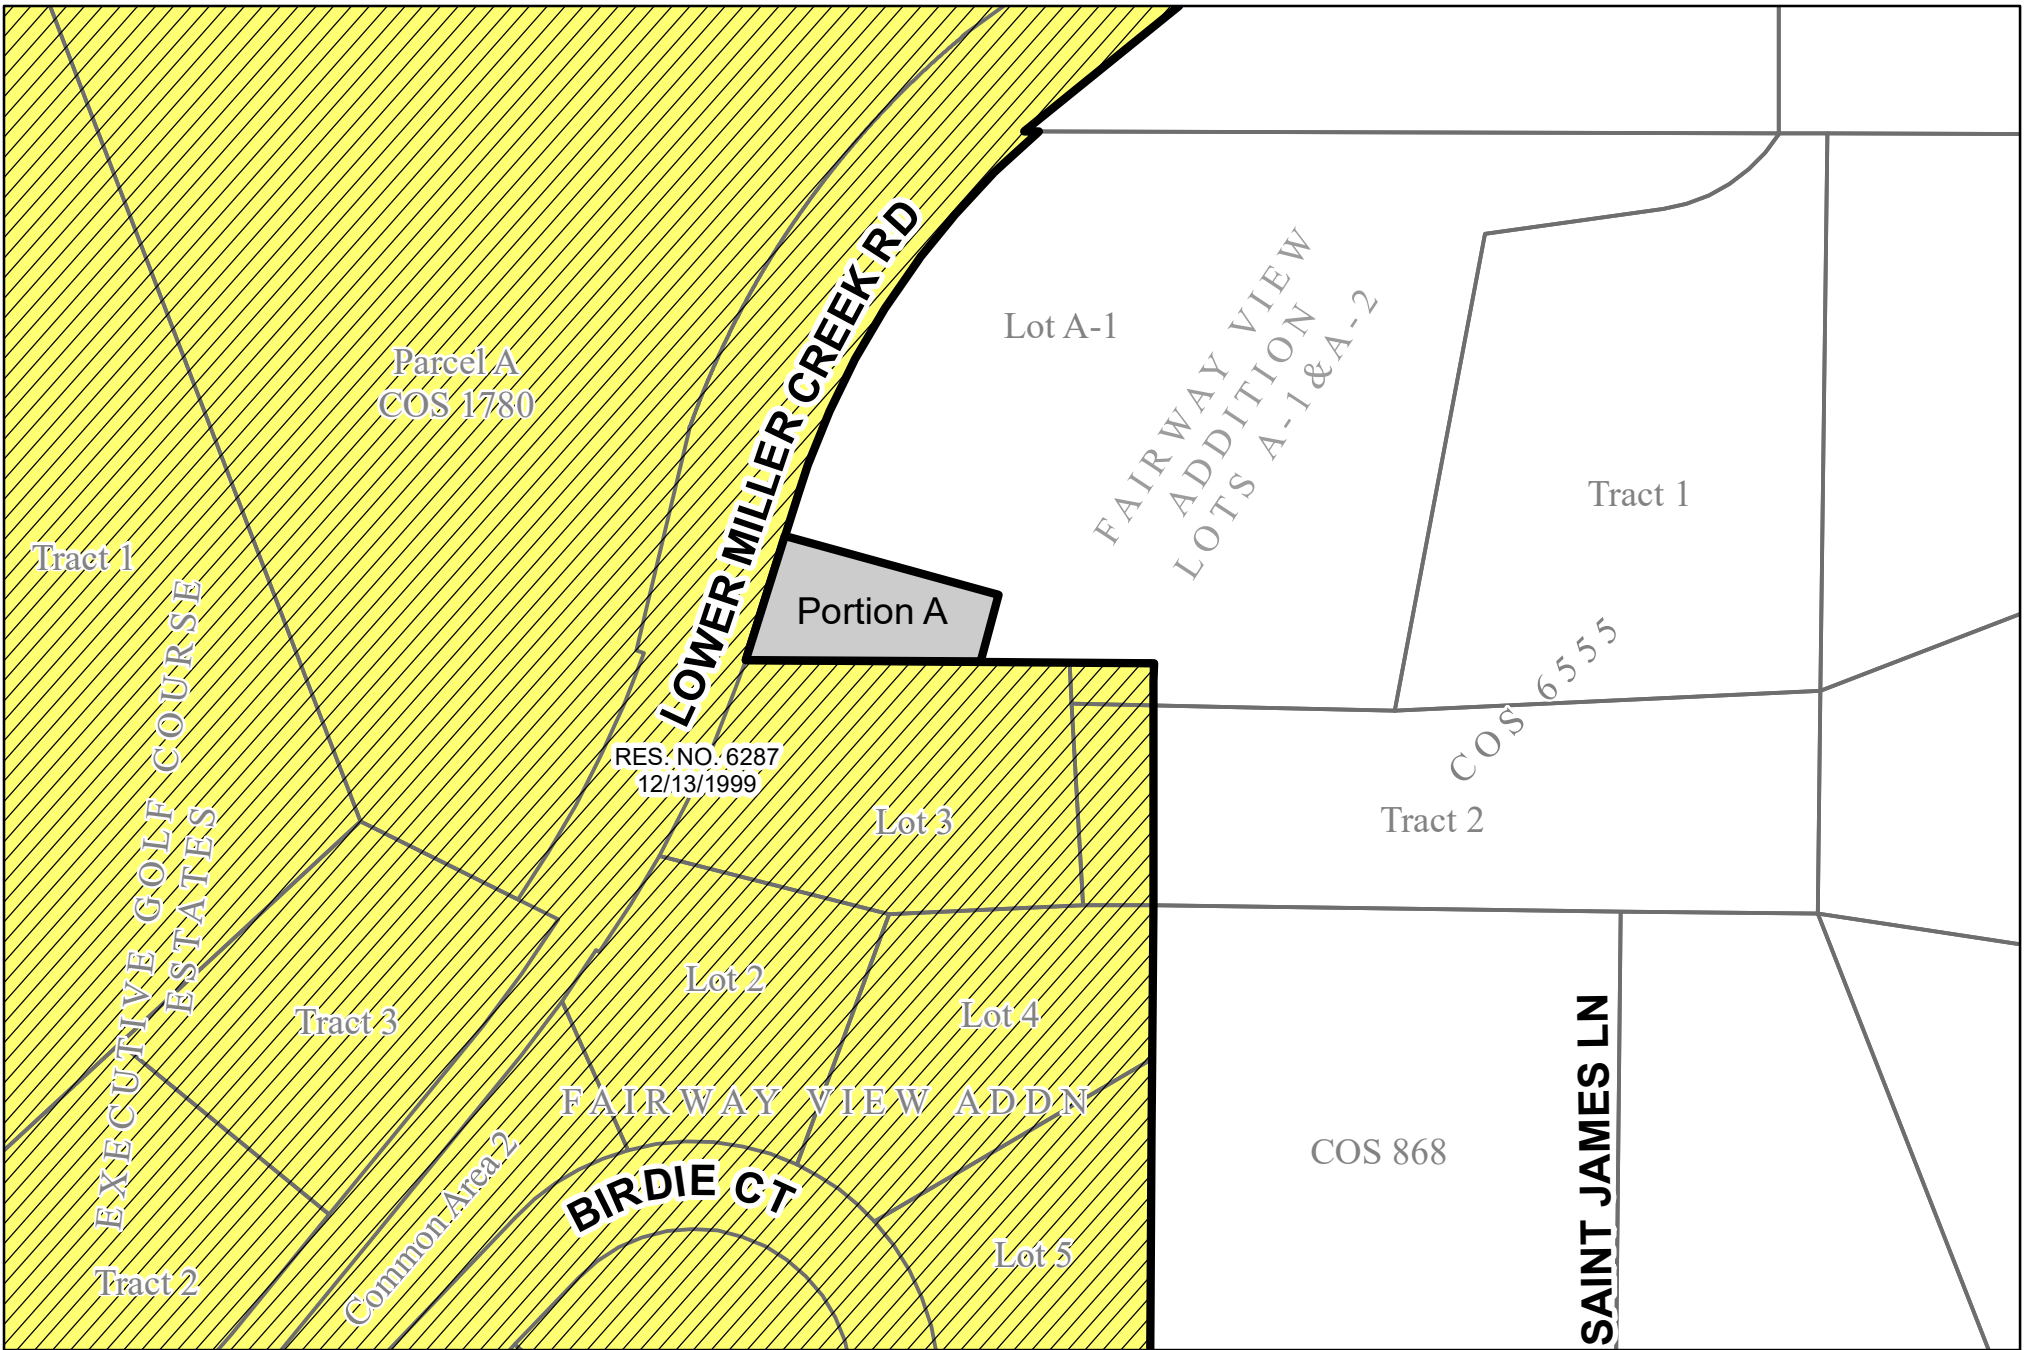 LOWER MILLER CREEK RD
Lot A-1
FAIRWAY VIEW
ADDITION
LOTS A-1 & A-2
Parcel A
COS 1780
Tract 1
Tract 1
Portion A
EXECUTIVE GOLF COURSE
ESTATES
COS 6555
RES. NO. 6287
12/13/1999
Lot 3
Tract 2
Lot 2
Tract 3
Lot 4
FAIRWAY VIEW ADDN
COS 868
SAINT JAMES LN
BIRDIE CT
Common Area 2
Lot 5
Tract 2